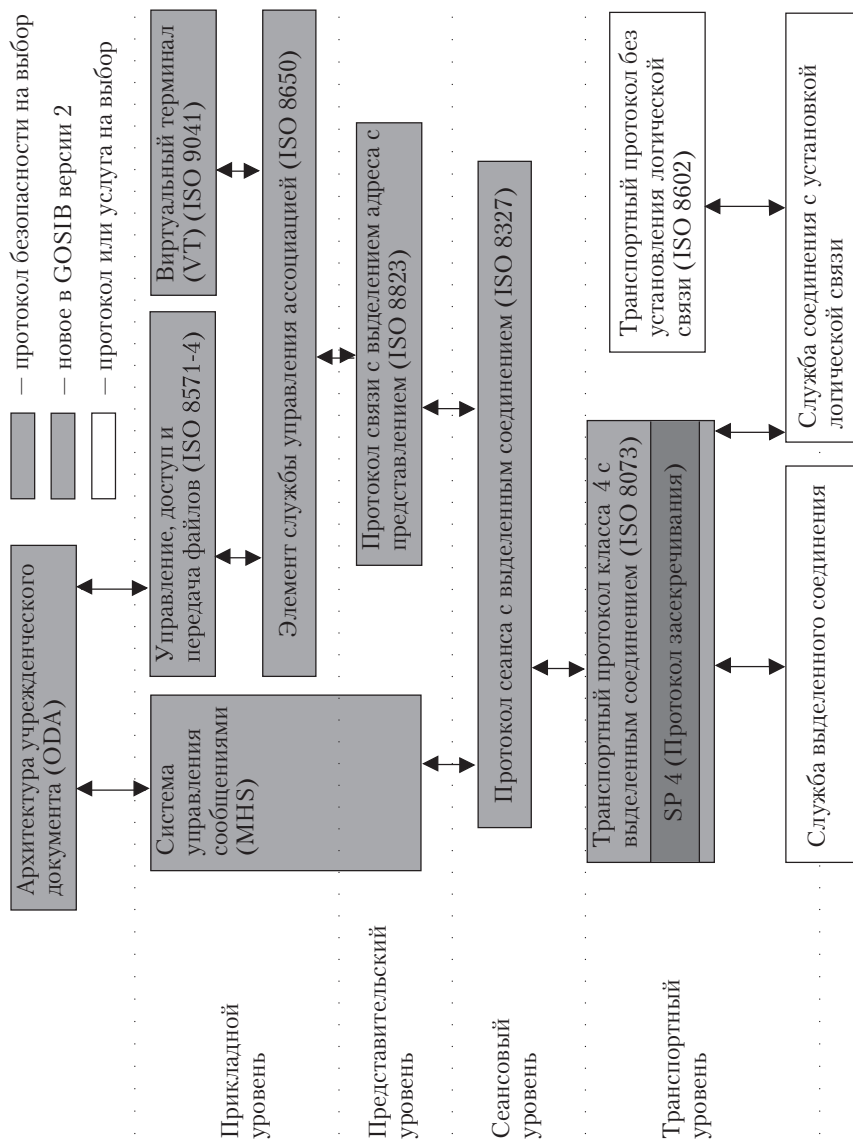 — протокол безопасности на выбор
— новое в GOSIB версии 2
— протокол или услуга на выбор
Архитектура учрежденческого
документа (ODA)
Прикладной
уровень
Система
управления
сообщениями
(MHS)
Управление, доступ и
передача файлов (ISO 8571-4)
Виртуальный терминал
(VT) (ISO 9041)
Элемент службы управления ассоциацией (ISO 8650)
Представительский
уровень
Протокол связи с выделением адреса с
представлением (ISO 8823)
Сеансовый
уровень
Протокол сеанса с выделенным соединением (ISO 8327)
Транспортный
уровень
Транспортный протокол класса 4 с
выделенным соединением (ISO 8073)
SP 4 (Протокол засекречивания)
Транспортный протокол без
установления логической
связи (ISO 8602)
Служба выделенного соединения
Служба соединения с установкой
логической связи